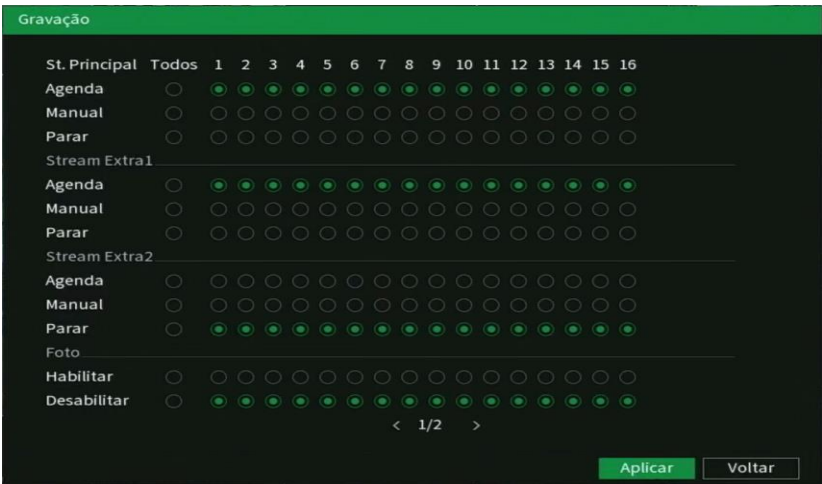 Gravação
St. Principal Todos 1 2 3 4 5 6 7 8 9 10 11 12 13 14 15 16
Agenda
Manual
Parar
Stream Extra1
Agenda
Manual
Parar
Stream Extra2
Agenda
Manual
Parar
Foto
Habilitar
Desabilitar
< 1/2 >
Aplicar Voltar